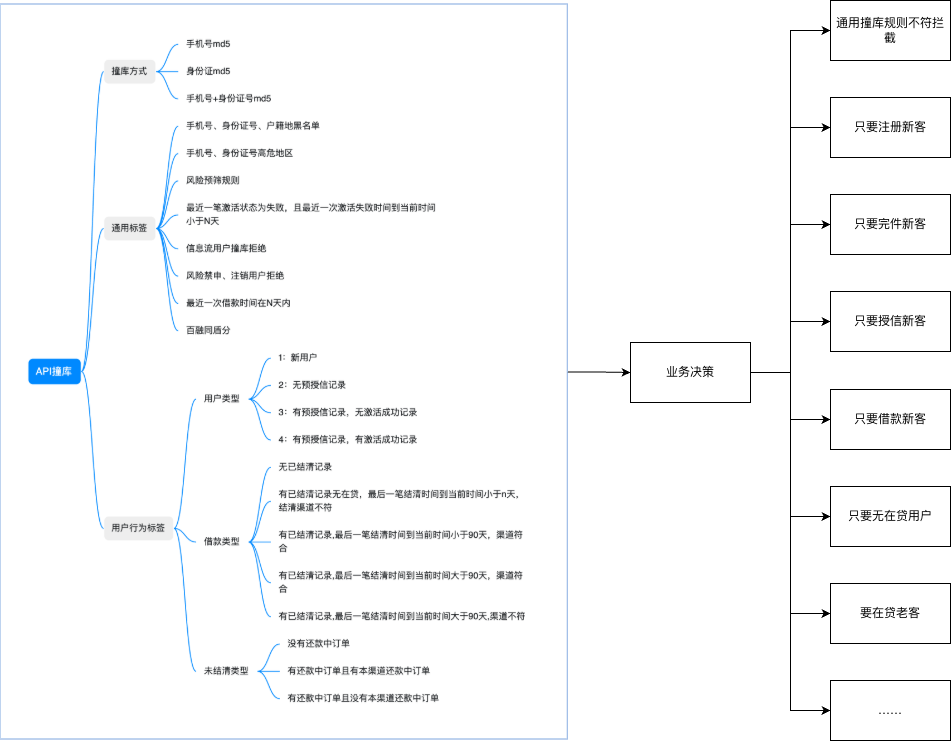 API撞库
撞库方式
手机号md5
身份证md5
手机号+身份证号md5
通用标签
手机号、身份证号、户籍地黑名单
手机号、身份证号高危地区
风险预筛规则
最近一笔激活状态为失败，且最近一次激活失败时间到当前时间
小于N天
信息流用户撞库拒绝
风险禁申、注销用户拒绝
最近一次借款时间在N天内
百融同盾分
用户行为标签
用户类型
1：新用户
2：无预授信记录
3：有预授信记录，无激活成功记录
4：有预授信记录，有激活成功记录
借款类型
无已结清记录
有已结清记录无在贷，最后一笔结清时间到当前时间小于n天，
结清渠道不符
有已结清记录,最后一笔结清时间到当前时间小于90天，渠道符
合
有已结清记录,最后一笔结清时间到当前时间大于90天，渠道符
合
有已结清记录,最后一笔结清时间到当前时间大于90天,渠道不符
未结清类型
没有还款中订单
有还款中订单且有本渠道还款中订单
有还款中订单且没有本渠道还款中订单
业务决策
通用撞库规则不符拦
截
只要注册新客
只要完件新客
只要授信新客
只要借款新客
只要无在贷用户
要在贷老客
……